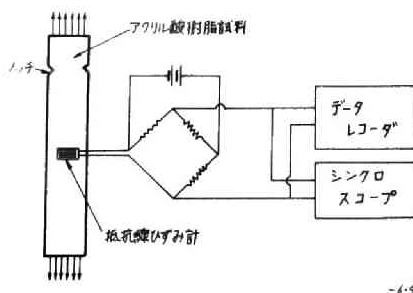 アクリル酸樹脂試料
ノッチ
データ
レコーダ
シンクロ
スコープ
抵抗線ひずみ計